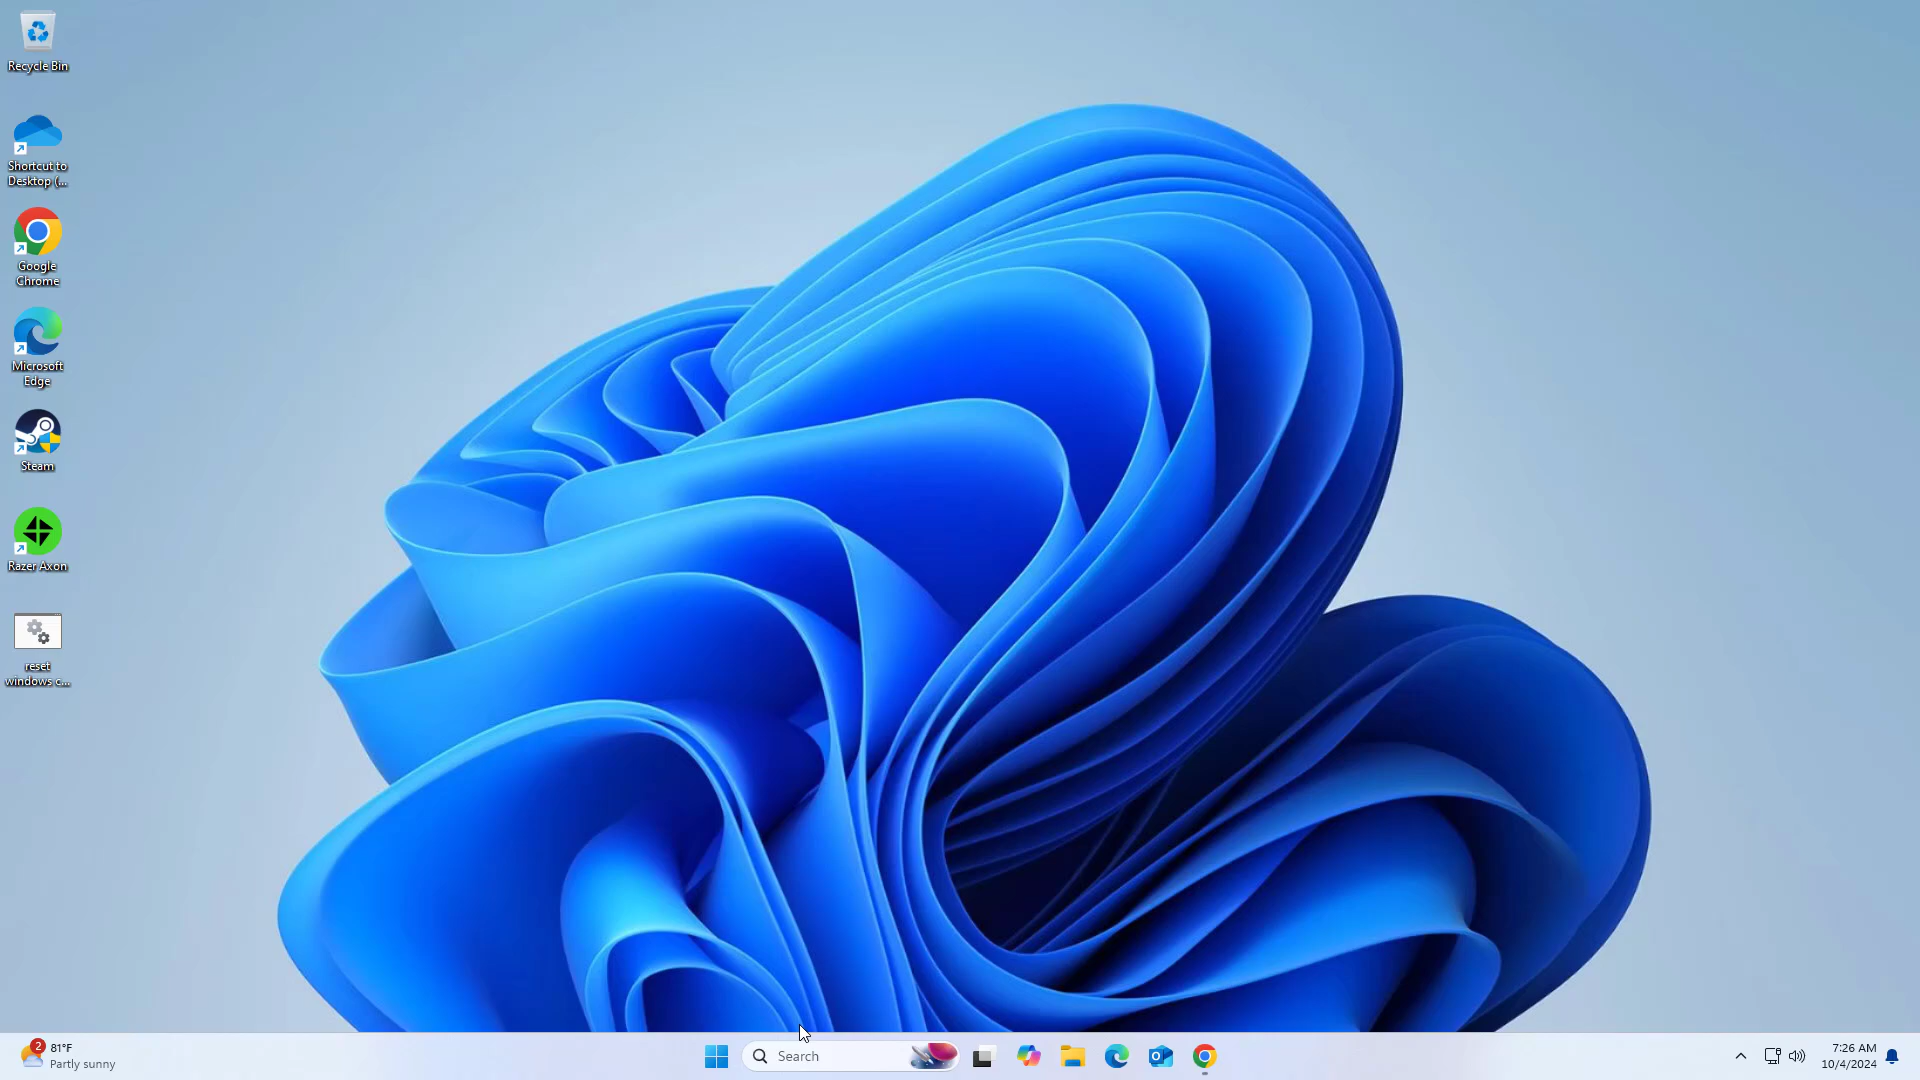 Recycle Bin
Shortcut to
Desktop (...
Google
Chrome
Microsoft
Edge
Steam
Razer Axon
reset
windows c...
2
81°F
Partly sunny
Search
7:26 AM
10/4/2024